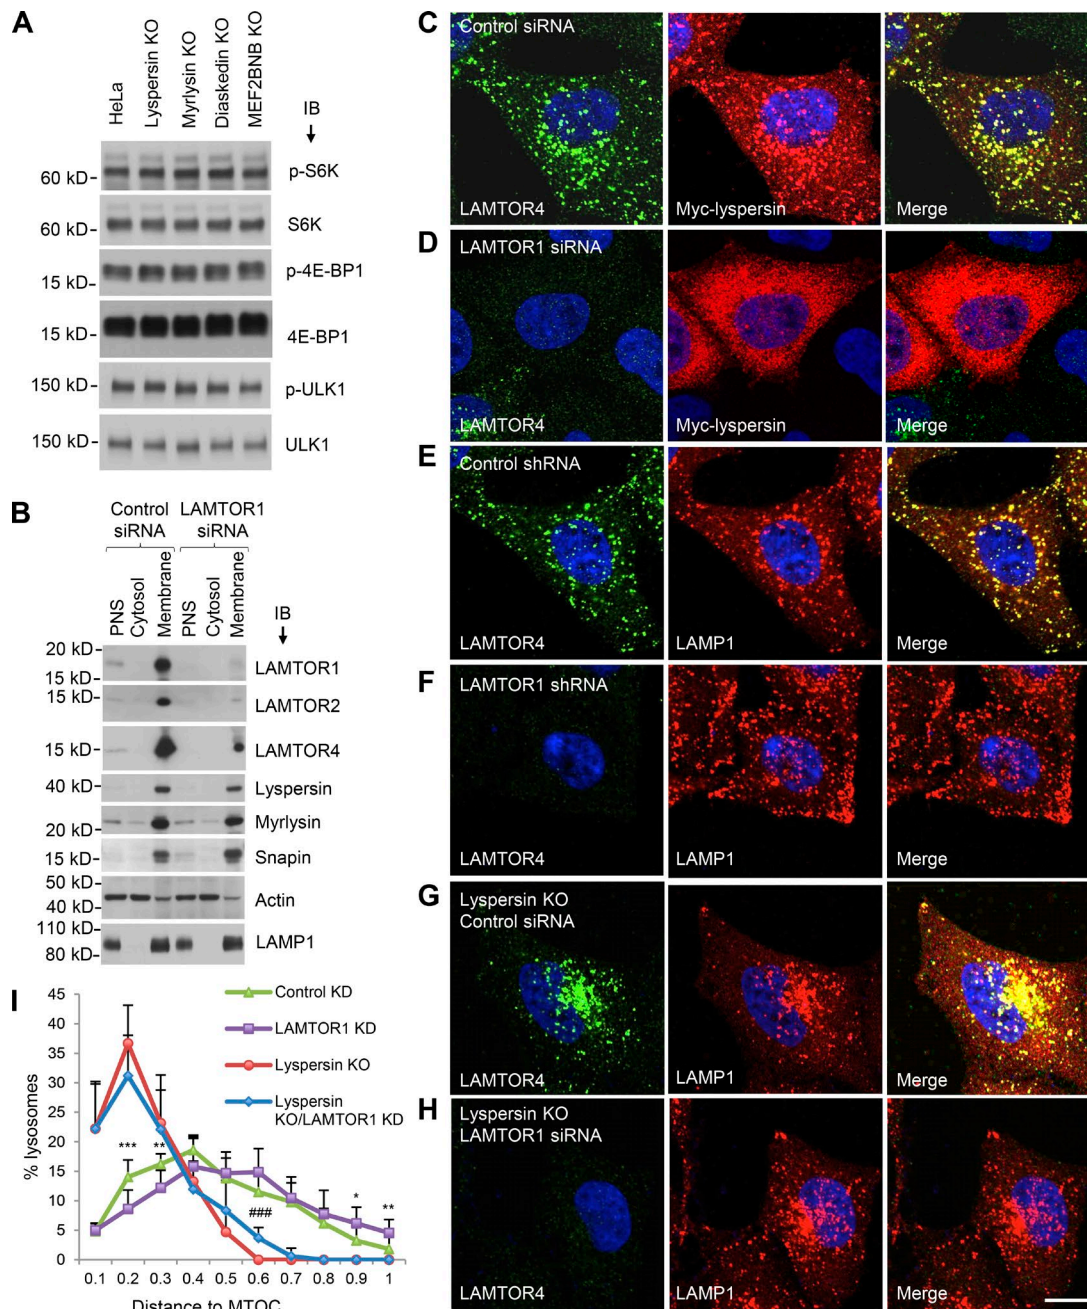 A
HeLa
Lyspersin KO
Myrlysin KO
Diaskedin KO
MEF2BNB KO
IB
60 kD
p-S6K
60 kD
S6K
15 kD
p-4E-BP1
15 kD
4E-BP1
150 kD
p-ULK1
150 kD
ULK1
B
Control siRNA
LAMTOR1 siRNA
PNS
Cytosol
Membrane
PNS
Cytosol
Membrane
IB
20 kD
15 kD
LAMTOR1
15 kD
LAMTOR2
15 kD
LAMTOR4
40 kD
Lyspersin
20 kD
Myrlysin
15 kD
Snapin
50 kD
40 kD
Actin
110 kD
80 kD
LAMP1
C
Control siRNA
LAMTOR4
Myc-lyspersin
Merge
D
LAMTOR1 siRNA
LAMTOR4
Myc-lyspersin
Merge
E
Control shRNA
LAMTOR4
LAMP1
Merge
F
LAMTOR1 shRNA
LAMTOR4
LAMP1
Merge
G
Lyspersin KO
Control siRNA
LAMTOR4
LAMP1
Merge
H
Lyspersin KO
LAMTOR1 siRNA
LAMTOR4
LAMP1
Merge
I
% lysosomes
45
40
35
30
25
20
15
10
5
0
Control KD
LAMTOR1 KD
Lyspersin KO
Lyspersin
KO/LAMTOR1 KD
***
**
###
*
**
0.1 0.2 0.3 0.4 0.5 0.6 0.7 0.8 0.9 1
Distance to MTOC